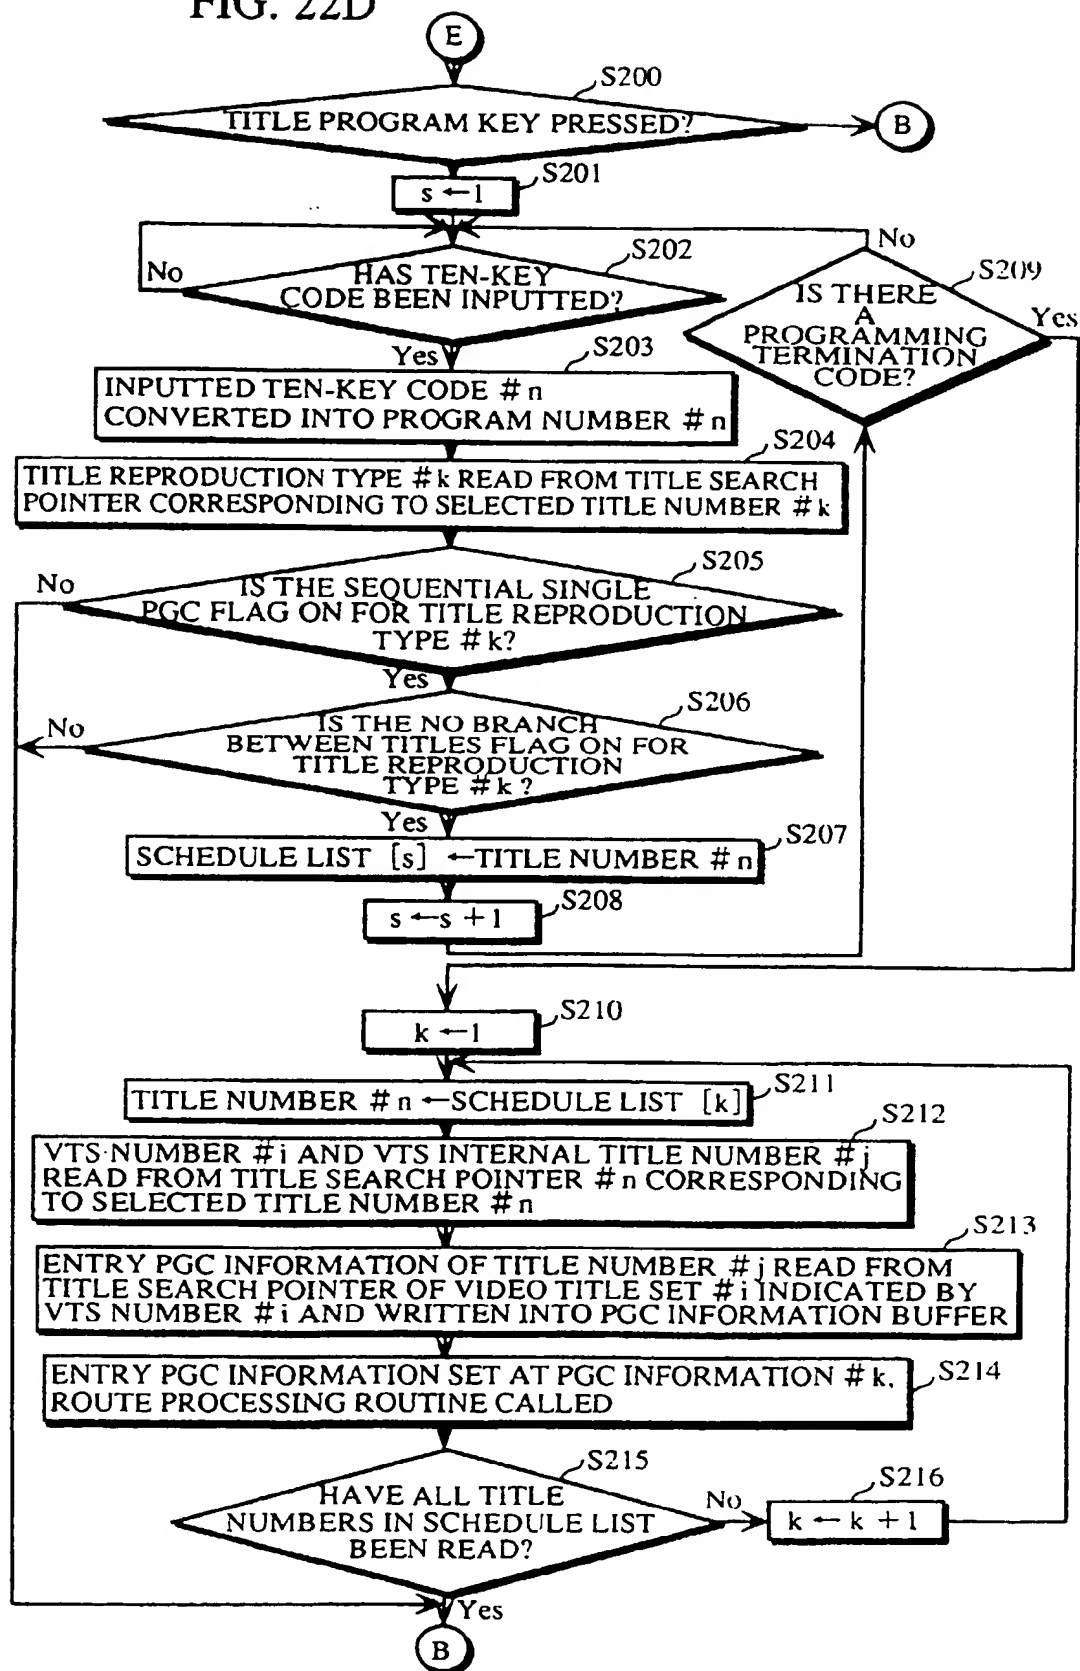 FIG. 22D
E
S200
TITLE PROGRAM KEY PRESSED?
B
S201
s ← 1
No
S202
HAS TEN-KEY
CODE BEEN INPUTTED?
No
S209
IS THERE
A
PROGRAMMING
TERMINATION
CODE?
Yes
Yes
S203
INPUTTED TEN-KEY CODE #n
CONVERTED INTO PROGRAM NUMBER #n
S204
TITLE REPRODUCTION TYPE #k READ FROM TITLE SEARCH
POINTER CORRESPONDING TO SELECTED TITLE NUMBER #k
S205
No
IS THE SEQUENTIAL SINGLE
PGC FLAG ON FOR TITLE REPRODUCTION
TYPE #k?
Yes
S206
No
IS THE NO BRANCH
BETWEEN TITLES FLAG ON FOR
TITLE REPRODUCTION
TYPE #k?
Yes
S207
SCHEDULE LIST [s] ←TITLE NUMBER #n
S208
s ←s +1
S210
k ←1
S211
TITLE NUMBER #n ←SCHEDULE LIST [k]
S212
VTS NUMBER #i AND VTS INTERNAL TITLE NUMBER #j
READ FROM TITLE SEARCH POINTER #n CORRESPONDING
TO SELECTED TITLE NUMBER #n
S213
ENTRY PGC INFORMATION OF TITLE NUMBER #j READ FROM
TITLE SEARCH POINTER OF VIDEO TITLE SET #i INDICATED BY
VTS NUMBER #i AND WRITTEN INTO PGC INFORMATION BUFFER
S214
ENTRY PGC INFORMATION SET AT PGC INFORMATION #k,
ROUTE PROCESSING ROUTINE CALLED
S215
HAVE ALL TITLE
NUMBERS IN SCHEDULE LIST
BEEN READ?
No
S216
k ← k +1
Yes
B